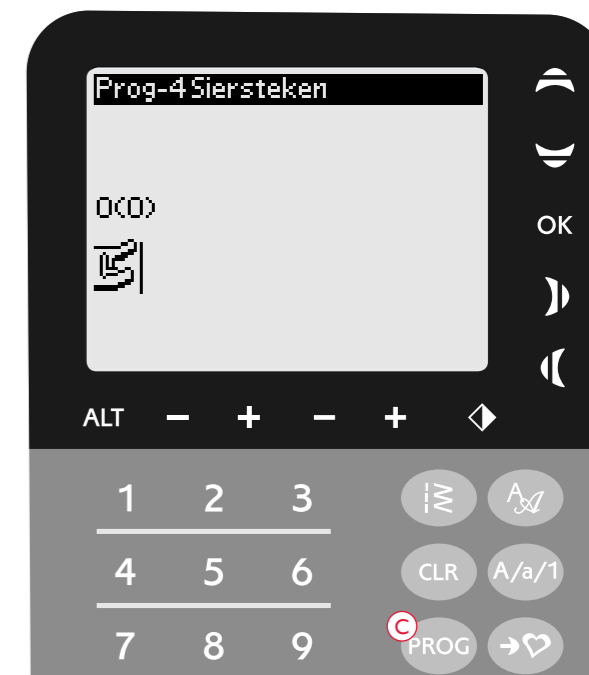 Prog-4 Siersteken
0(0)
OK
ALT - + - +
1 2 3
A
4 5 6 CLR A/a/1
C
7 8 9 PROG